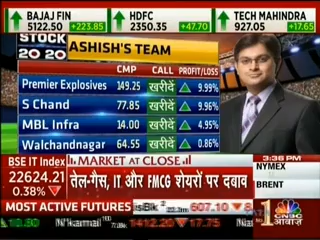 BAJAJ FIN
5122.50 +223.85
HDFC
2350.35 +47.70
TECH MAHINDRA
927.05 +17.65
STOCK
20 20
ASHISH'S TEAM
CMP CALL PROFIT/LOSS
Premier Explosives 149.25 खरीदें 9.99%
S Chand 77.85 खरीदें 9.96%
MBL Infra 14.00 खरीदें 4.95%
Walchandnagar 64.55 खरीदें 0.86%
BSE IT Index
22624.21
0.38%
MARKET AT CLOSE
तेल-गैस, IT और FMCG शेयरों पर दबाव
3:36 PM
NYMEX
BRENT
MOST ACTIVE FUTURES
607.10
CNBC
आवाज़